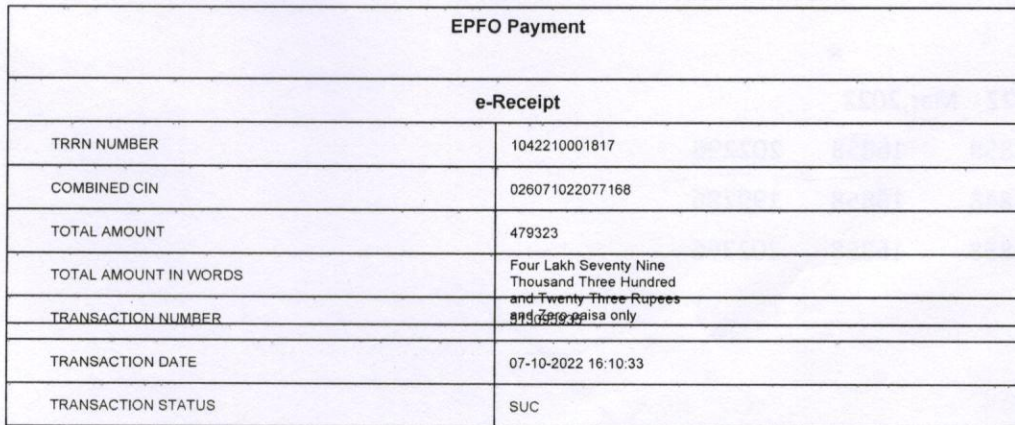 EPFO Payment
e-Receipt
TRRN NUMBER 1042210001817
COMBINED CIN 026071022077168
TOTAL AMOUNT 479323
TOTAL AMOUNT IN WORDS Four Lakh Seventy Nine
Thousand Three Hundred
and Twenty Three Rupees
and Zero paisa only
TRANSACTION NUMBER
TRANSACTION DATE 07-10-2022 16:10:33
TRANSACTION STATUS SUC